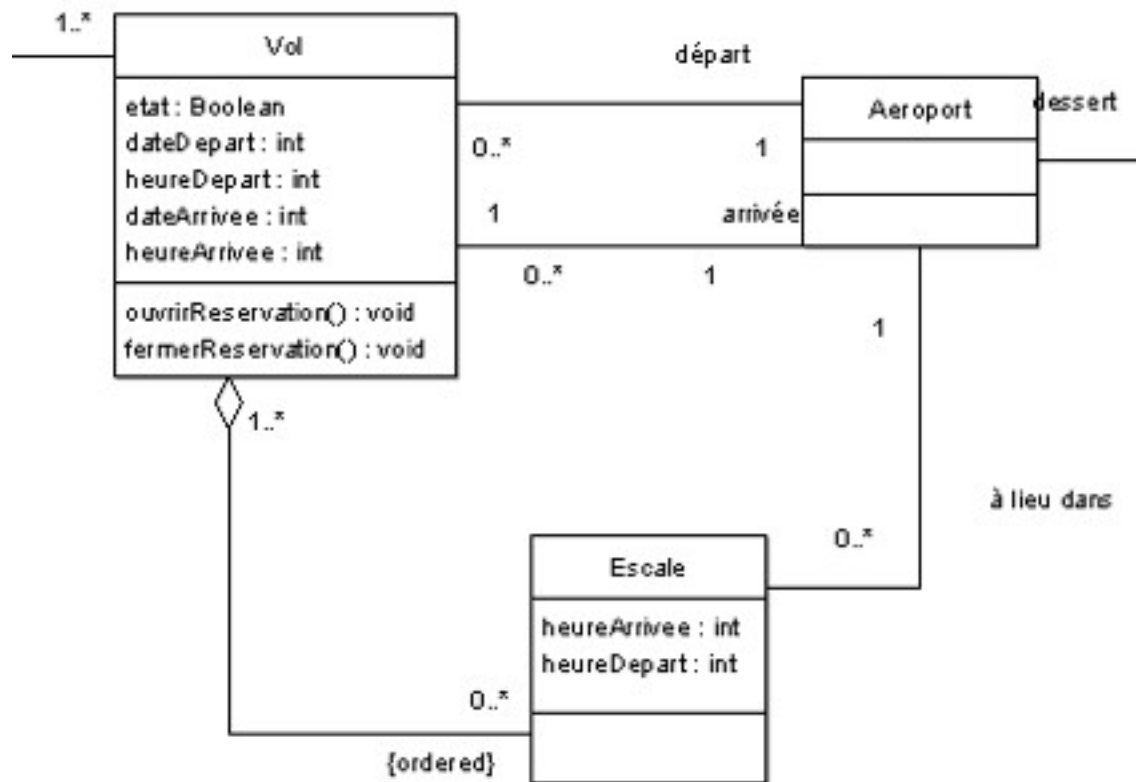 1..*
Vol
etat : Boolean
dateDepart : int
heureDepart : int
dateArrivee : int
heureArrivee : int
ouvrirReservation() : void
fermerReservation() : void
départ
0..*
1
1
arrivée
0..*
1
Aeroport
dessert
1
à lieu dans
0..*
1..*
Escale
heureArrivee : int
heureDepart : int
0..*
{ordered}